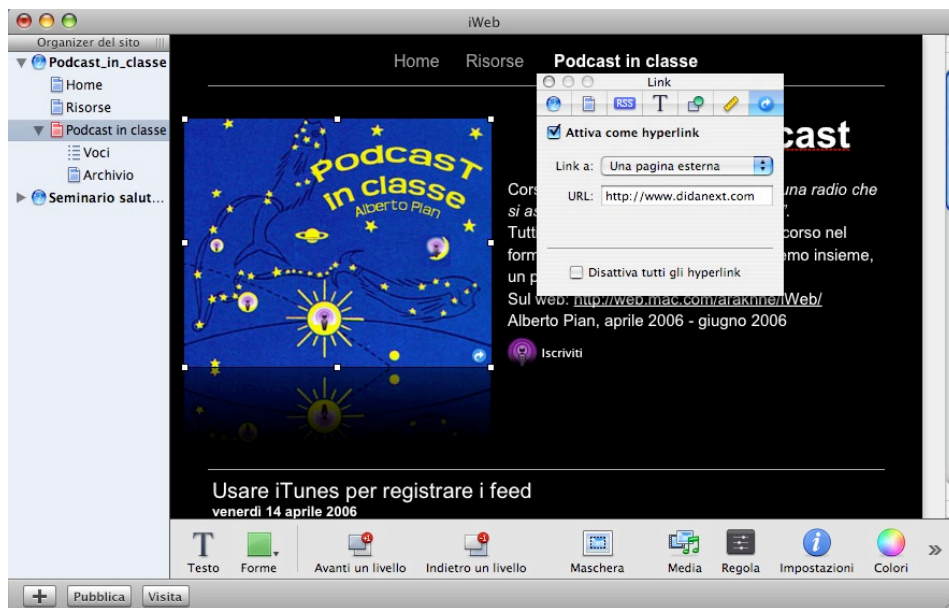 iWeb
Organizer del sito
Podcast_in_classe
Home
Risorse
Podcast in classe
Voci
Archivio
Seminario salut...
Home Risorse Podcast in classe
Podcast
in classe
Alberto Pian
Link
RSS
T
Attiva come hyperlink
Link a: Una pagina esterna
URL: http://www.didanext.com
Disattiva tutti gli hyperlink
cast
una radio che
si
corso nel
emo insieme,
un
Sul web: http://web.mac.com/arakhne/iWeb/
Alberto Pian, aprile 2006 - giugno 2006
Iscriviti
Usare iTunes per registrare i feed
venerdì 14 aprile 2006
T
Testo Forme Avanti un livello Indietro un livello Maschera Media Regola Impostazioni Colori
+ Pubblica Visita